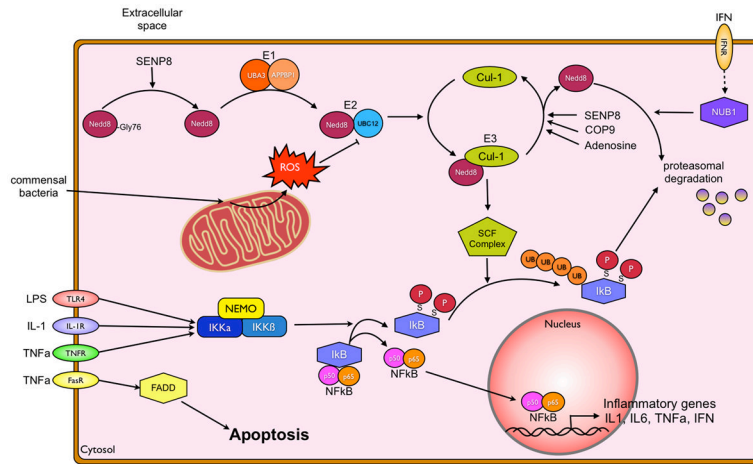 Extracellular
space
IFN
IFNR
SENP8
E1
UBA3
APPBP1
Nedd8
-Gly76
Nedd8
E2
Nedd8
UBC12
Cul-1
Nedd8
E3
Cul-1
Nedd8
SENP8
COP9
Adenosine
NUB1
proteasomal
degradation
ROS
commensal
bacteria
SCF
Complex
UB
UB
UB
UB
P
P
S
S
IkB
LPS
TLR4
IL-1
IL-1R
TNFa
TNFR
TNFa
FasR
NEMO
IKKa
IKKß
P
P
S
S
IkB
IkB
p50
p65
NFkB
p50
p65
NFkB
FADD
Apoptosis
Nucleus
p50
p65
NFkB
Inflammatory genes
IL1, IL6, TNFa, IFN
Cytosol